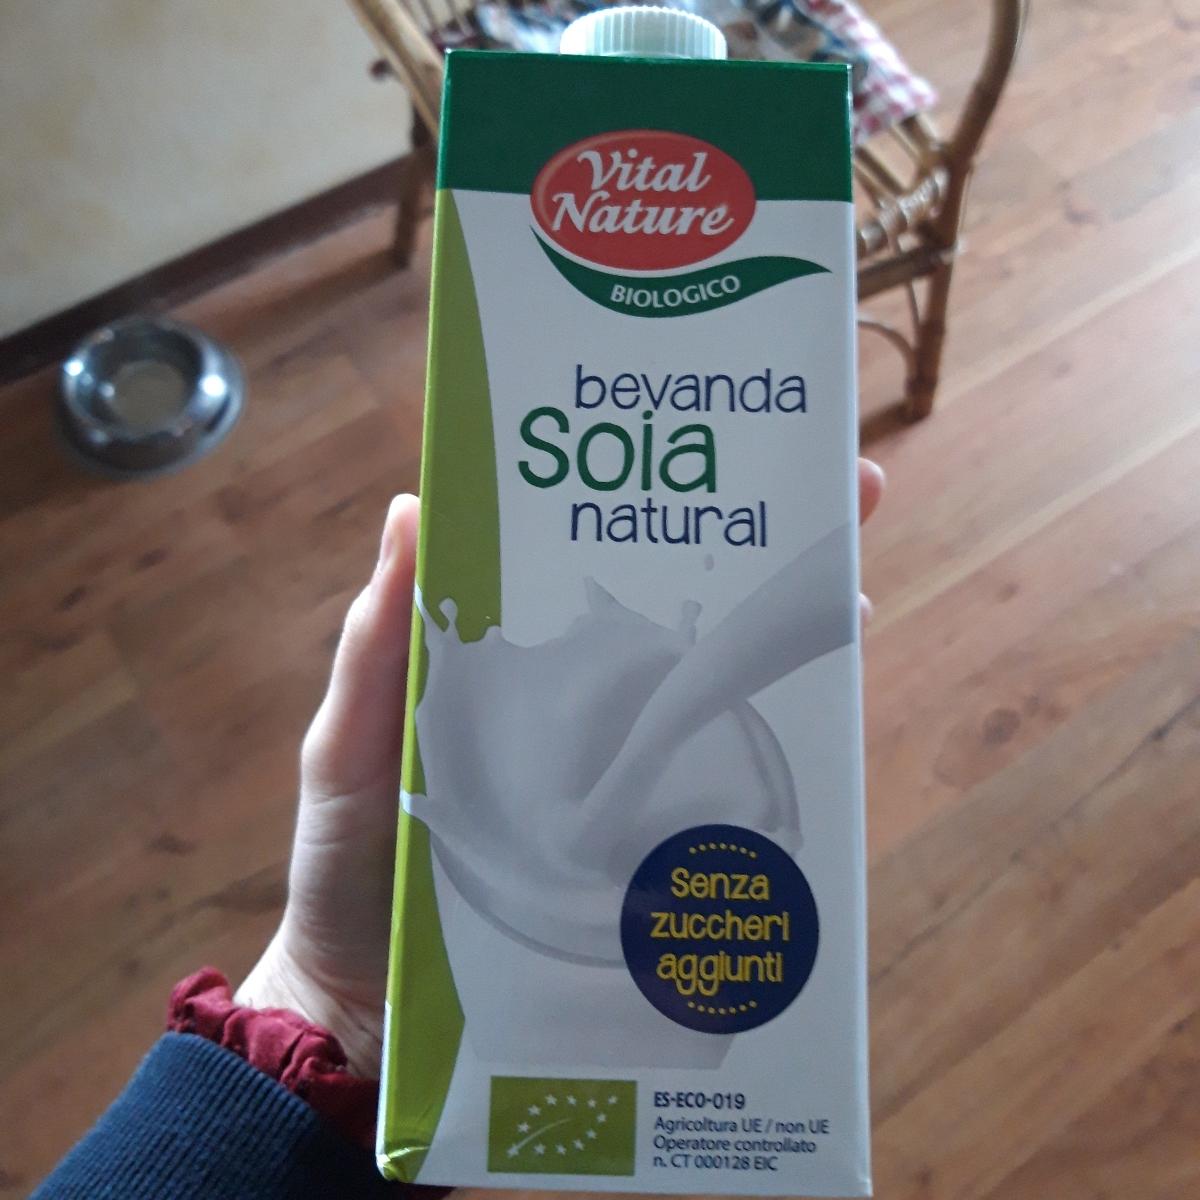 Vital
Nature
BIOLOGICO
bevanda
Soia
natural
Senza
zuccheri
aggiunti
ES-ECO-019
Agricoltura UE / non UE
Operatore controllato
n. CT 000128 EIC